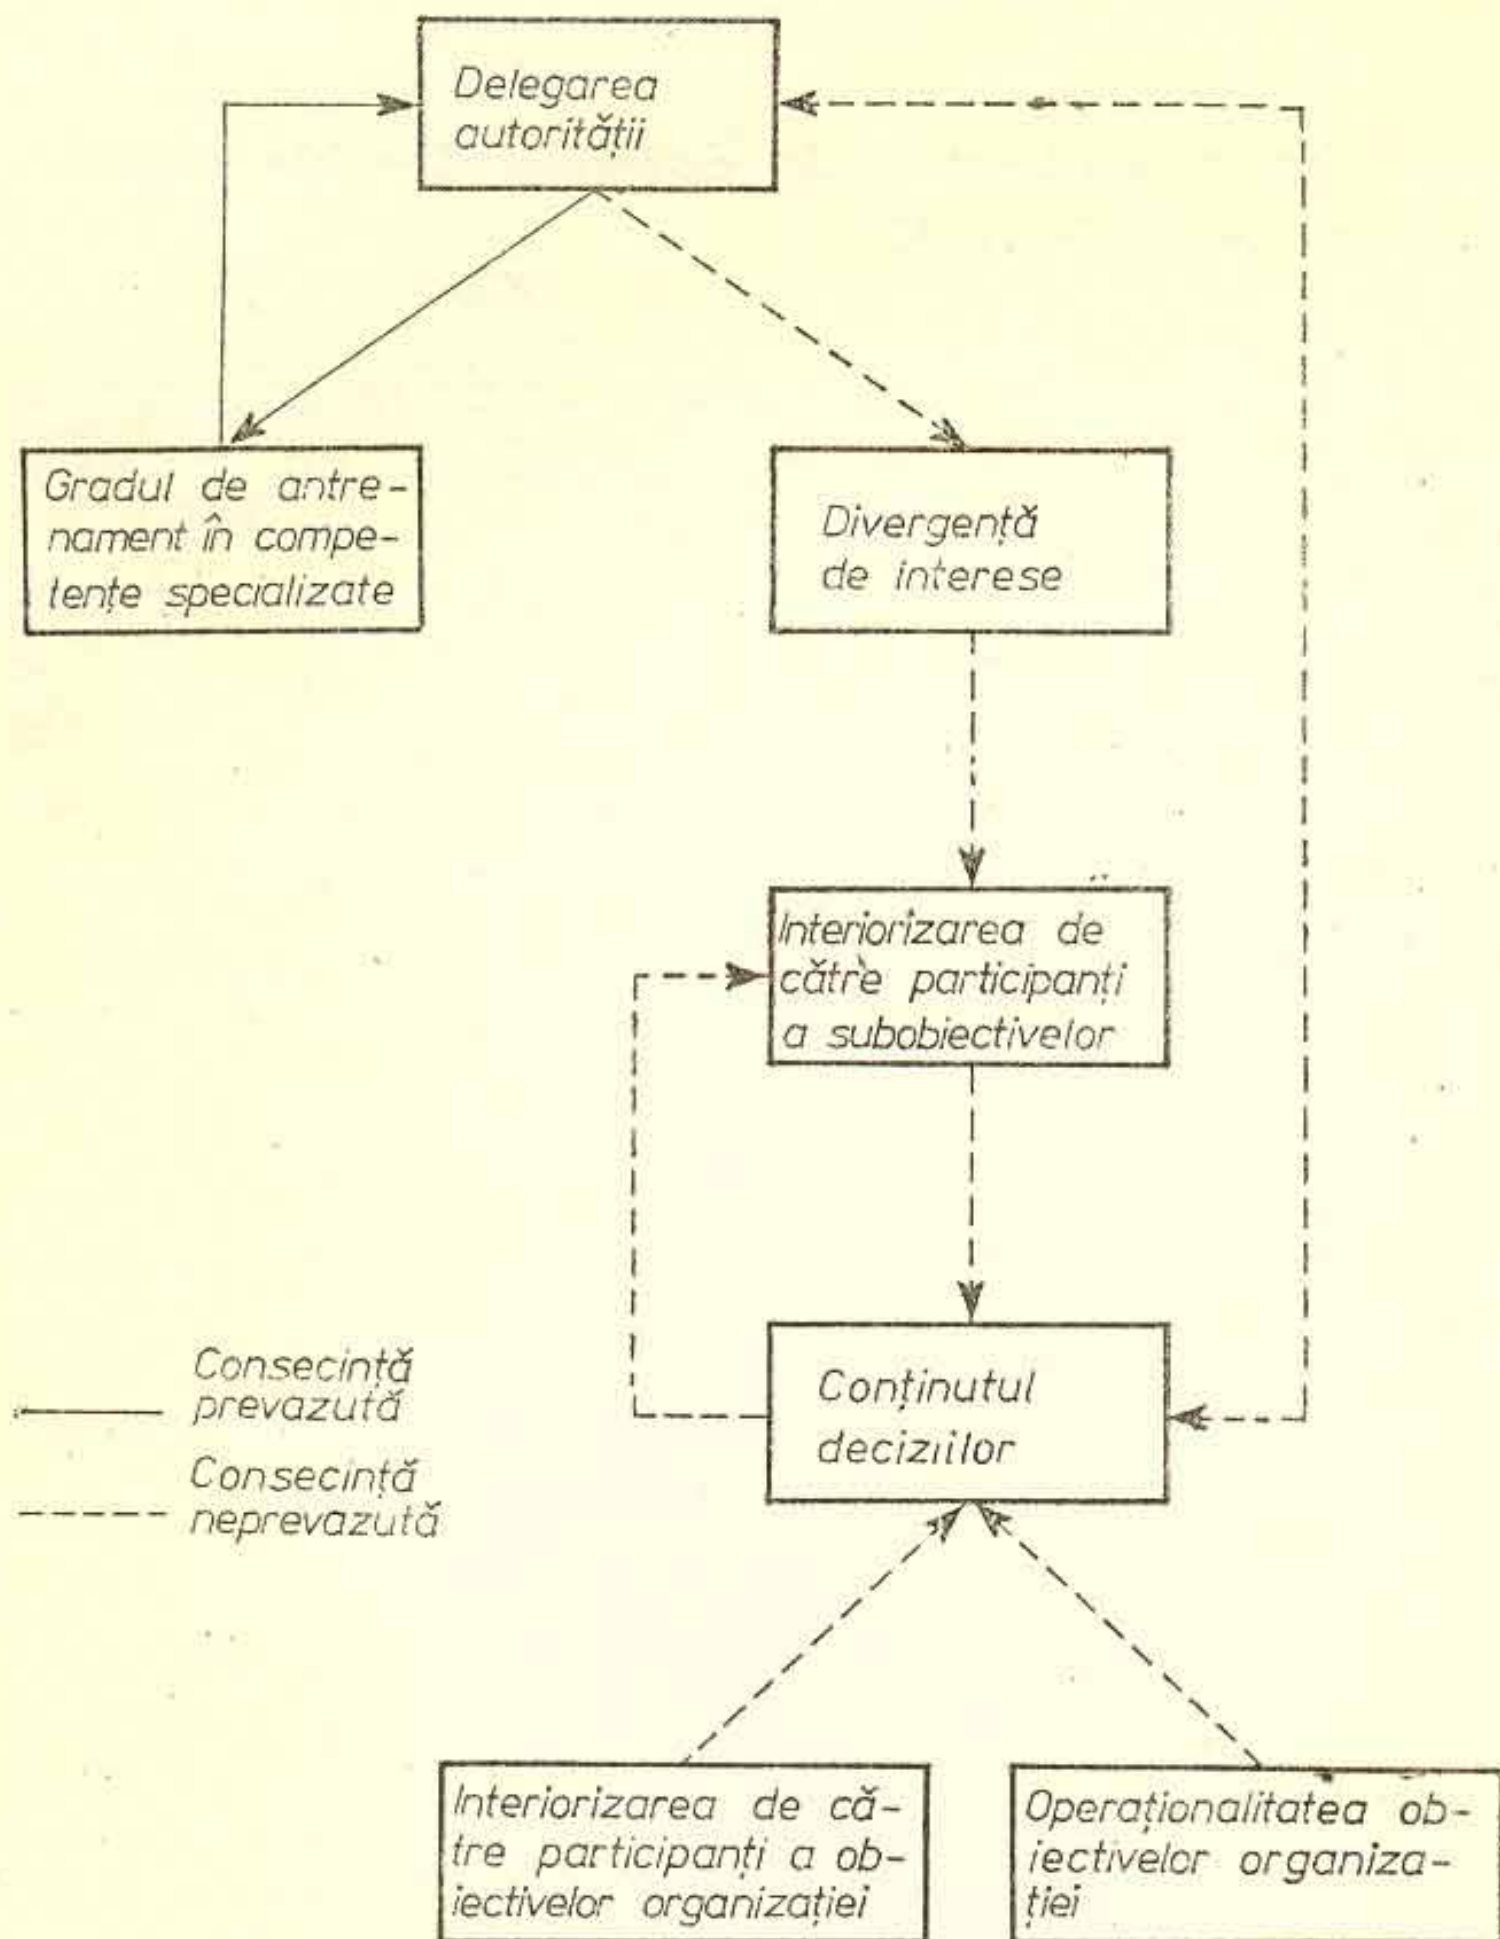 Delegarea
autorității
Gradul de antre-
nament în compe-
tențe specializate
Divergență
de interese
Interiorizarea de
către participanți
a subobiectivelor
Consecință
prevazută
Consecință
neprevazută
Conținutul
deciziilor
Interiorizarea de că-
tre participanți a ob-
iectivelor organizației
Operaționalitatea ob-
iectivelor organiza-
ției